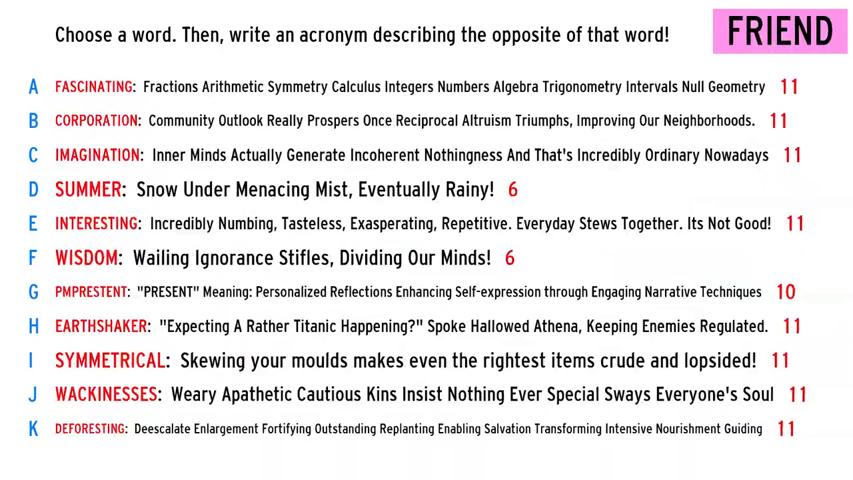 Choose a word. Then, write an acronym describing the opposite of that word!
FRIEND
A FASCINATING: Fractions Arithmetic Symmetry Calculus Integers Numbers Algebra Trigonometry Intervals Null Geometry 11
B CORPORATION: Community Outlook Really Prospers Once Reciprocal Altruism Triumphs, Improving Our Neighborhoods. 11
C IMAGINATION: Inner Minds Actually Generate Incoherent Nothingness And That's Incredibly Ordinary Nowadays 11
D SUMMER: Snow Under Menacing Mist, Eventually Rainy! 6
E INTERESTING: Incredibly Numbing, Tasteless, Exasperating, Repetitive. Everyday Stews Together. Its Not Good! 11
F WISDOM: Wailing Ignorance Stifles, Dividing Our Minds! 6
G PMPRESTENT: "PRESENT" Meaning: Personalized Reflections Enhancing Self-expression through Engaging Narrative Techniques 10
H EARTHSHAKER: "Expecting A Rather Titanic Happening?" Spoke Hallowed Athena, Keeping Enemies Regulated. 11
I SYMMETRICAL: Skewing your moulds makes even the rightest items crude and lopsided! 11
J WACKINESSES: Weary Apathetic Cautious Kins Insist Nothing Ever Special Sways Everyone's Soul 11
K DEFORESTING: Deescalate Enlargement Fortifying Outstanding Replanting Enabling Salvation Transforming Intensive Nourishment Guiding 11